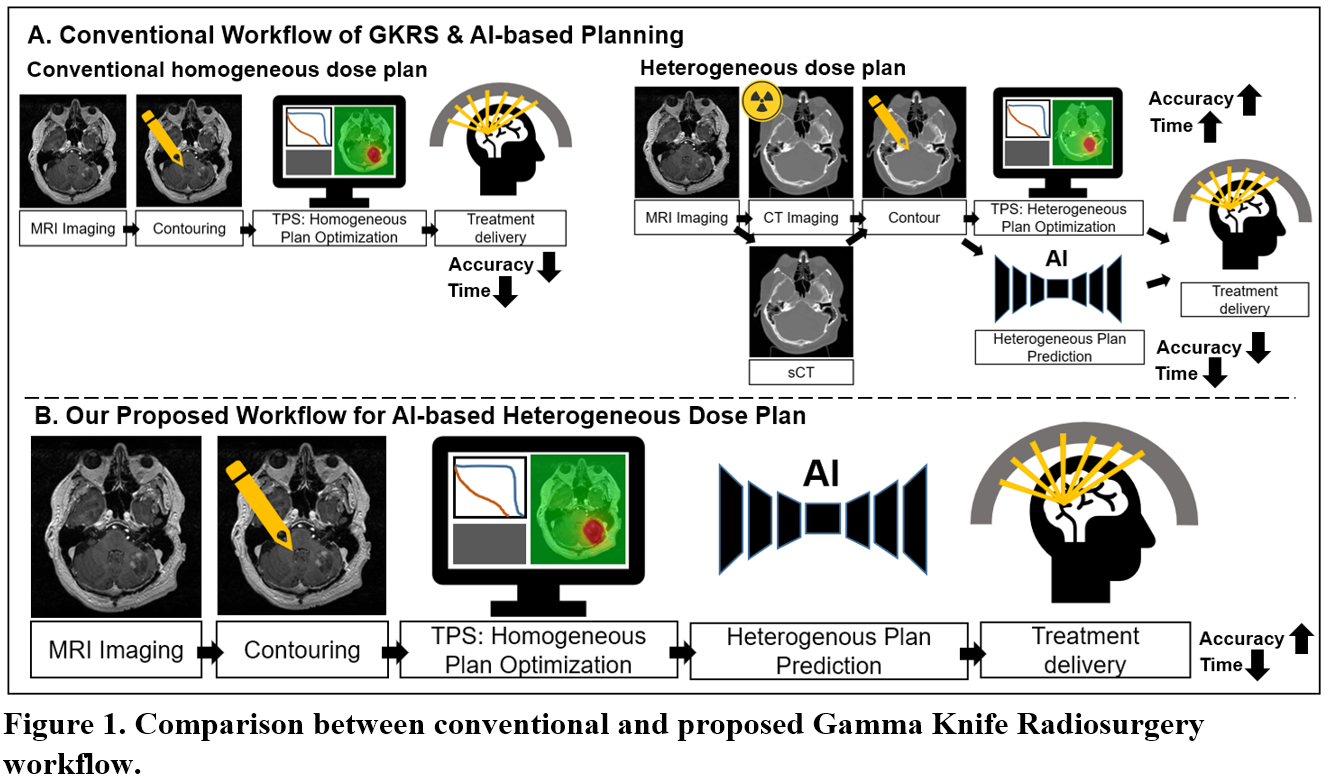 A. Conventional Workflow of GKRS & AI-based Planning
Conventional homogeneous dose plan
MRI Imaging
Contouring
TPS: Homogeneous
Plan Optimization
Treatment
delivery
Accuracy
Time
Heterogeneous dose plan
MRI Imaging
CT Imaging
Contour
TPS: Heterogeneous
Plan Optimization
Accuracy
Time
sCT
AI
Heterogeneous Plan
Prediction
Treatment
delivery
Accuracy
Time
B. Our Proposed Workflow for AI-based Heterogeneous Dose Plan
MRI Imaging
Contouring
TPS: Homogeneous
Plan Optimization
AI
Heterogenous Plan
Prediction
Treatment
delivery
Accuracy
Time
Figure 1. Comparison between conventional and proposed Gamma Knife Radiosurgery
workflow.